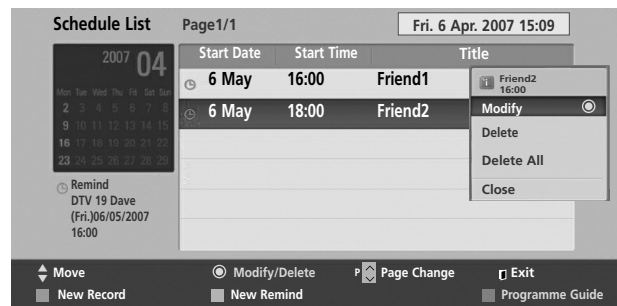 Schedule List Page1/1 Fri. 6 Apr. 2007 15:09
2007 04
Mon Tue Wed Thu Fri Sat Sun
2 3 4 5 6 7 8
9 10 11 12 13 14 15
16 17 18 19 20 21 22
23 24 25 26 27 28 29
Remind
DTV 19 Dave
(Fri.)06/05/2007
16:00
Start Date Start Time Title
6 May 16:00 Friend1
6 May 18:00 Friend2
Friend2
16:00
Modify
Delete
Delete All
Close
Move Modify/Delete P Page Change Exit
New Record New Remind Programme Guide